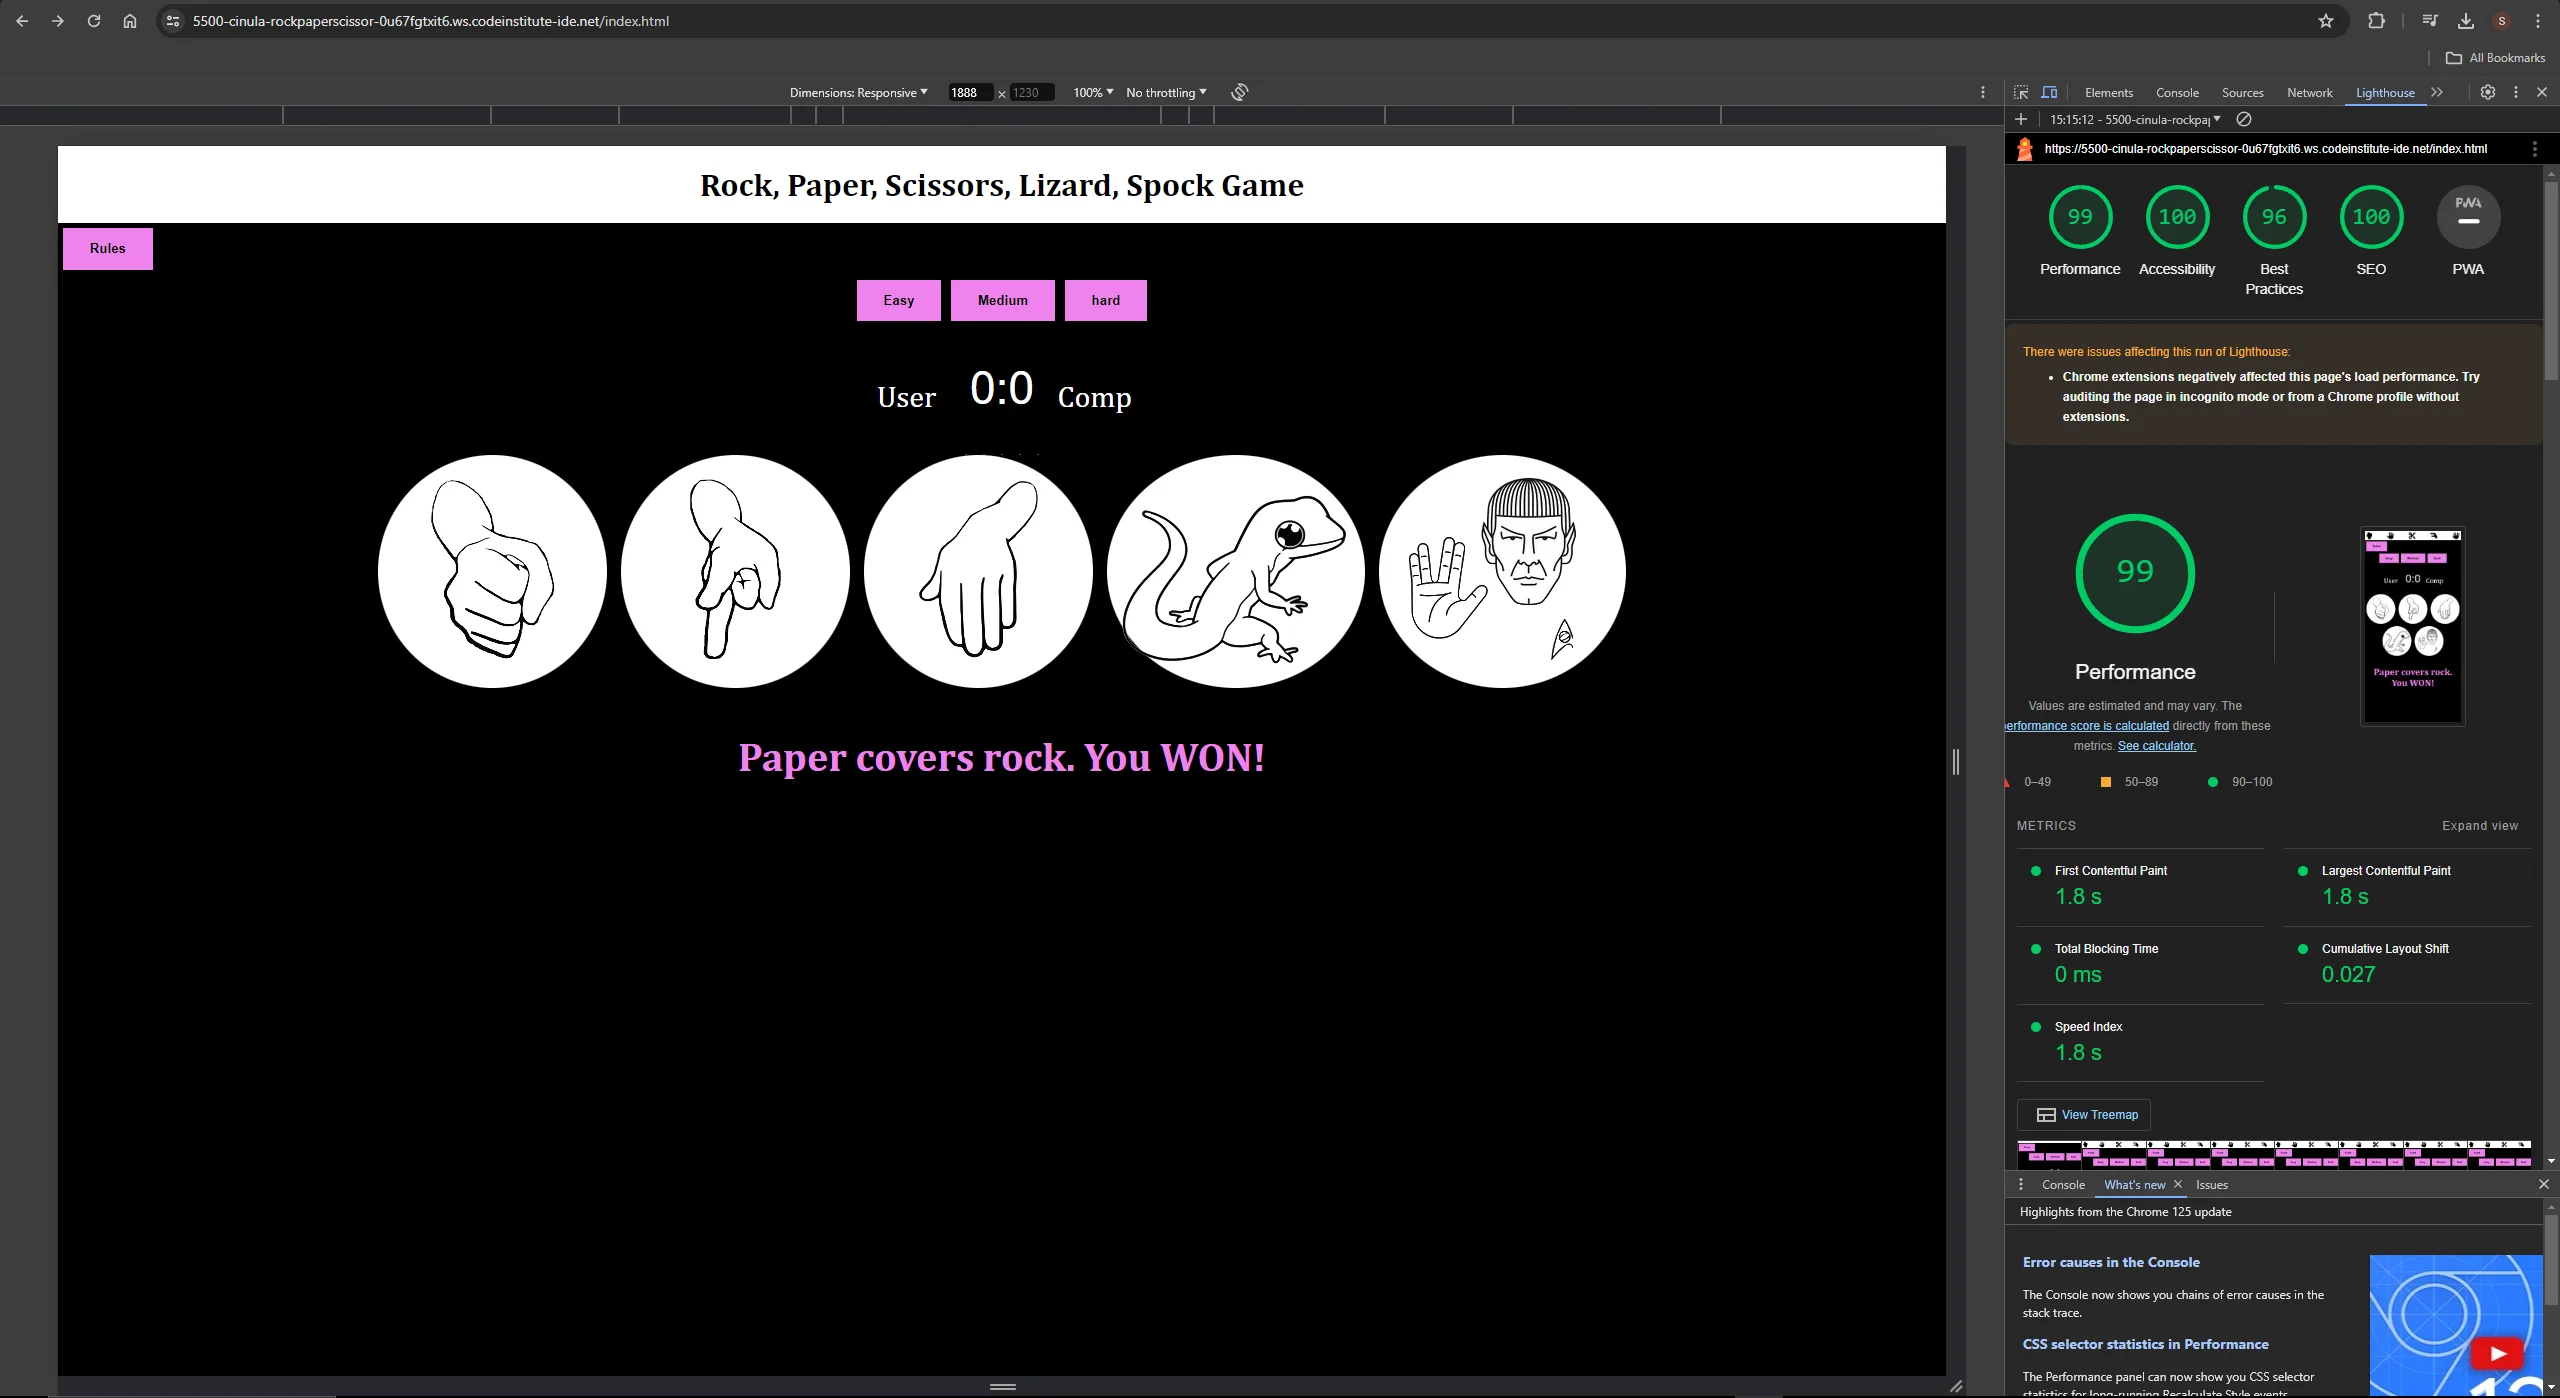 5500-cinula-rockpaperscissor-0u67fgtxit6.ws.codeinstitute-ide.net/index.html
S
All Bookmarks
Dimensions: Responsive 1888 × 1230 100% No throttling
Elements Console Sources Network Lighthouse
15:15:12 - 5500-cinula-rockpa
https://5500-cinula-rockpaperscissor-0u67fgtxit6.ws.codeinstitute-ide.net/index.html
Rock, Paper, Scissors, Lizard, Spock Game
Rules
Easy Medium hard
User 0:0 Comp
Paper covers rock. You WON!
99 100 96 100 PWA
Performance Accessibility Best Practices SEO PWA
There were issues affecting this run of Lighthouse:
Chrome extensions negatively affected this page's load performance. Try
auditing the page in incognito mode or from a Chrome profile without
extensions.
99
Performance
Values are estimated and may vary. The
performance score is calculated directly from these
metrics. See calculator.
0–49 50–89 90–100
User 0:0 Comp
Paper covers rock.
You WON!
METRICS
Expand view
First Contentful Paint
1.8 s
Largest Contentful Paint
1.8 s
Total Blocking Time
0 ms
Cumulative Layout Shift
0.027
Speed Index
1.8 s
View Treemap
Console What's new Issues
Highlights from the Chrome 125 update
Error causes in the Console
The Console now shows you chains of error causes in the
stack trace.
CSS selector statistics in Performance
The Performance panel can now show you CSS selector
statistics for long-running Recalculate Style events